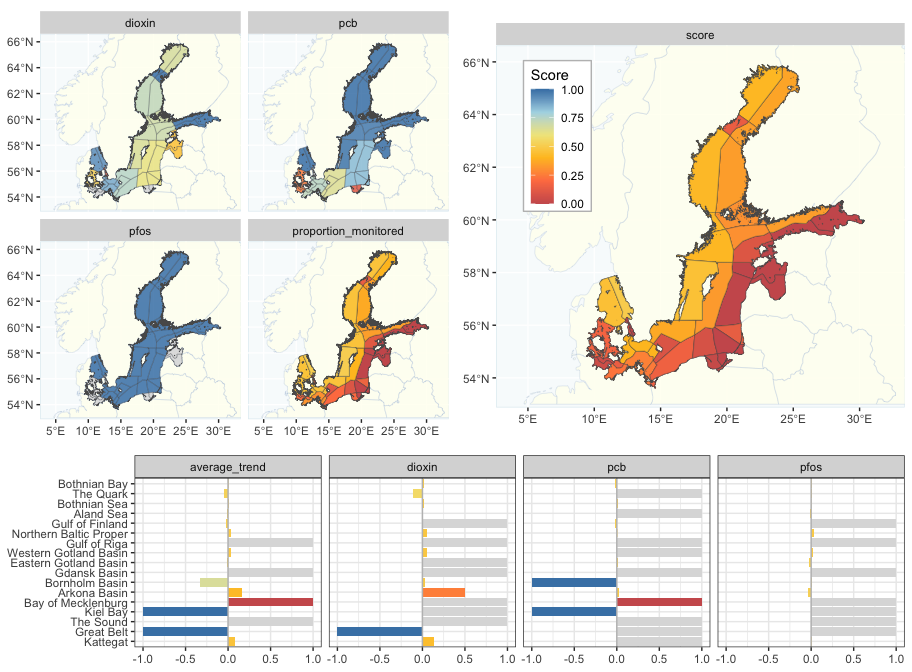 dioxin
pcb
66°N
64°N
62°N
60°N
58°N
56°N
54°N
pfos
proportion_monitored
66°N
64°N
62°N
60°N
58°N
56°N
54°N
5°E 10°E 15°E 20°E 25°E 30°E
5°E 10°E 15°E 20°E 25°E 30°E
score
Score
1.00
0.75
0.50
0.25
0.00
66°N
64°N
62°N
60°N
58°N
56°N
54°N
5°E 10°E 15°E 20°E 25°E 30°E
average_trend
dioxin
pcb
pfos
Bothnian Bay
The Quark
Bothnian Sea
Aland Sea
Gulf of Finland
Northern Baltic Proper
Gulf of Riga
Western Gotland Basin
Eastern Gotland Basin
Gdansk Basin
Bornholm Basin
Arkona Basin
Bay of Mecklenburg
Kiel Bay
The Sound
Great Belt
Kattegat
-1.0 -0.5 0.0 0.5 1.0
-1.0 -0.5 0.0 0.5 1.0
-1.0 -0.5 0.0 0.5 1.0
-1.0 -0.5 0.0 0.5 1.0